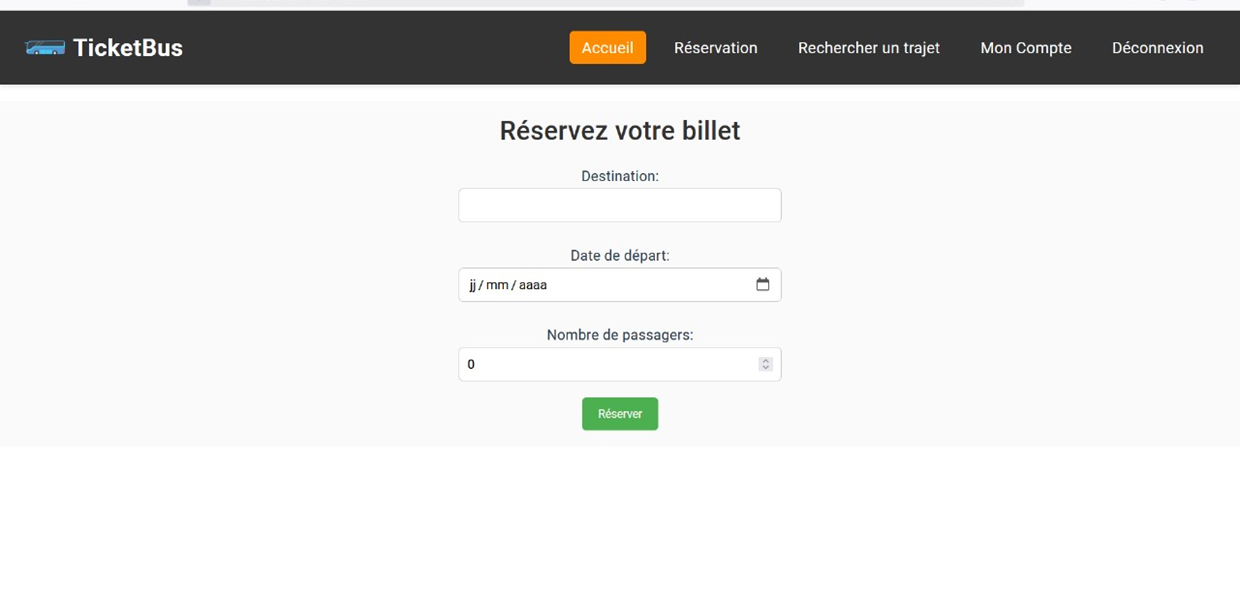 TicketBus
Accueil Réservation Rechercher un trajet Mon Compte Déconnexion
Réservez votre billet
Destination:
Date de départ:
jj/mm/aaaa
Nombre de passagers:
0
Réserver